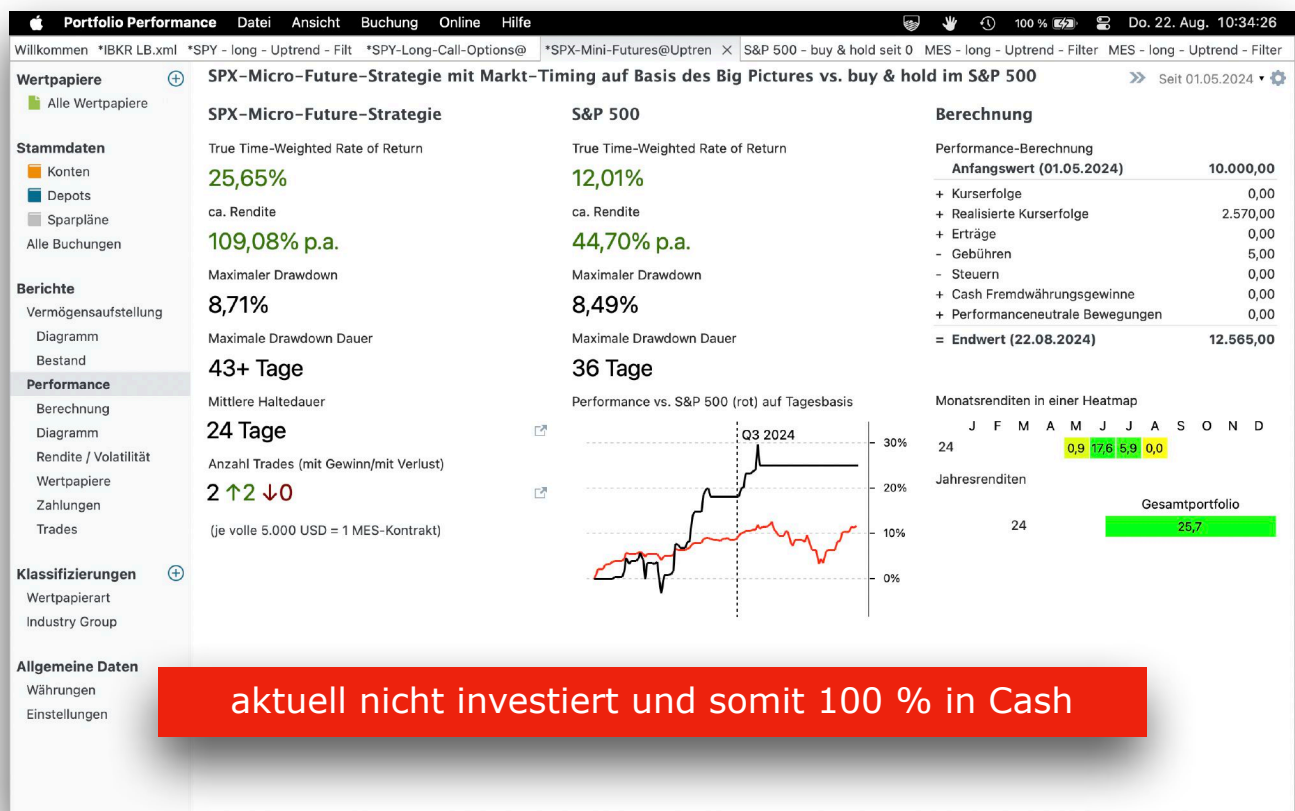 Portfolio Performance Datei Ansicht Buchung Online Hilfe 100 % Do. 22. Aug. 10:34:26
Willkommen *IBKR LB.xml *SPY - long - Uptrend - Filt *SPY-Long-Call-Options@ *SPX-Mini-Futures@Uptren × S&P 500 - buy & hold seit 0 MES - long - Uptrend - Filter MES - long - Uptrend - Filter
Wertpapiere
Alle Wertpapiere
Stammdaten
Konten
Depots
Sparpläne
Alle Buchungen
Berichte
Vermögensaufstellung
Diagramm
Bestand
Performance
Berechnung
Diagramm
Rendite / Volatilität
Wertpapiere
Zahlungen
Trades
Klassifizierungen
Wertpapierart
Industry Group
Allgemeine Daten
Währungen
Einstellungen
SPX-Micro-Future-Strategie mit Markt-Timing auf Basis des Big Pictures vs. buy & hold im S&P 500
Seit 01.05.2024
SPX-Micro-Future-Strategie
True Time-Weighted Rate of Return
25,65%
ca. Rendite
109,08% p.a.
Maximaler Drawdown
8,71%
Maximale Drawdown Dauer
43+ Tage
Mittlere Haltedauer
24 Tage
Anzahl Trades (mit Gewinn/mit Verlust)
2 ↑2 ↓0
(je volle 5.000 USD = 1 MES-Kontrakt)
S&P 500
True Time-Weighted Rate of Return
12,01%
ca. Rendite
44,70% p.a.
Maximaler Drawdown
8,49%
Maximale Drawdown Dauer
36 Tage
Performance vs. S&P 500 (rot) auf Tagesbasis
Q3 2024
30%
20%
10%
0%
Berechnung
Performance-Berechnung
Anfangswert (01.05.2024) 10.000,00
+ Kurserfolge 0,00
+ Realisierte Kurserfolge 2.570,00
+ Erträge 0,00
- Gebühren 5,00
- Steuern 0,00
+ Cash Fremdwährungsgewinne 0,00
+ Performanceneutrale Bewegungen 0,00
= Endwert (22.08.2024) 12.565,00
Monatsrenditen in einer Heatmap
J F M A M J J A S O N D
24 0,9 17,6 5,9 0,0
Jahresrenditen
Gesamtportfolio
24 25,7
aktuell nicht investiert und somit 100 % in Cash